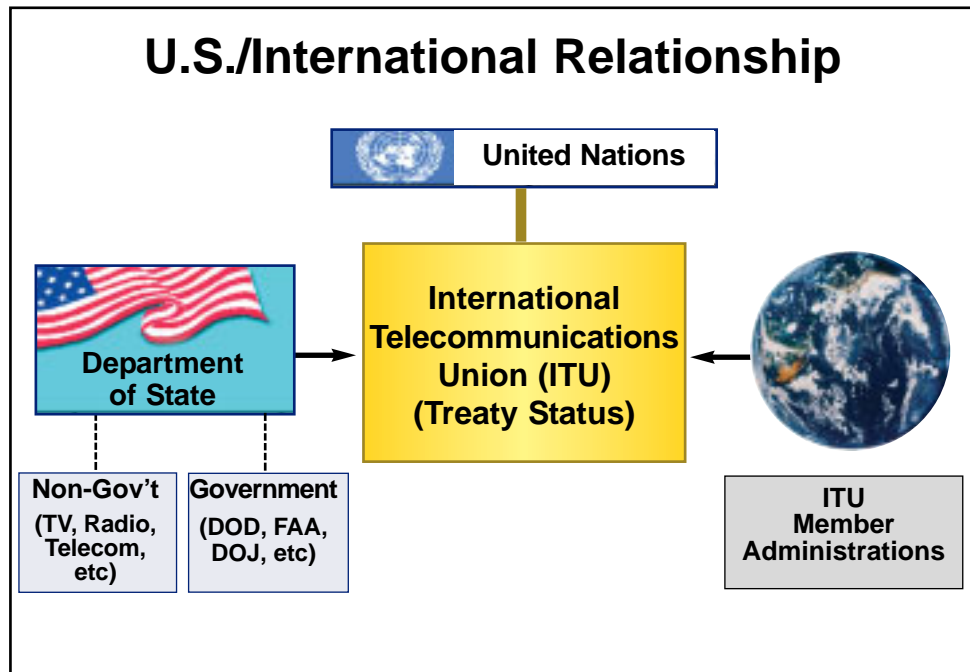 U.S./International Relationship
United Nations
International
Telecommunications
Union (ITU)
(Treaty Status)
Department
of State
Non-Gov't
(TV, Radio,
Telecom,
etc)
Government
(DOD, FAA,
DOJ, etc)
ITU
Member
Administrations